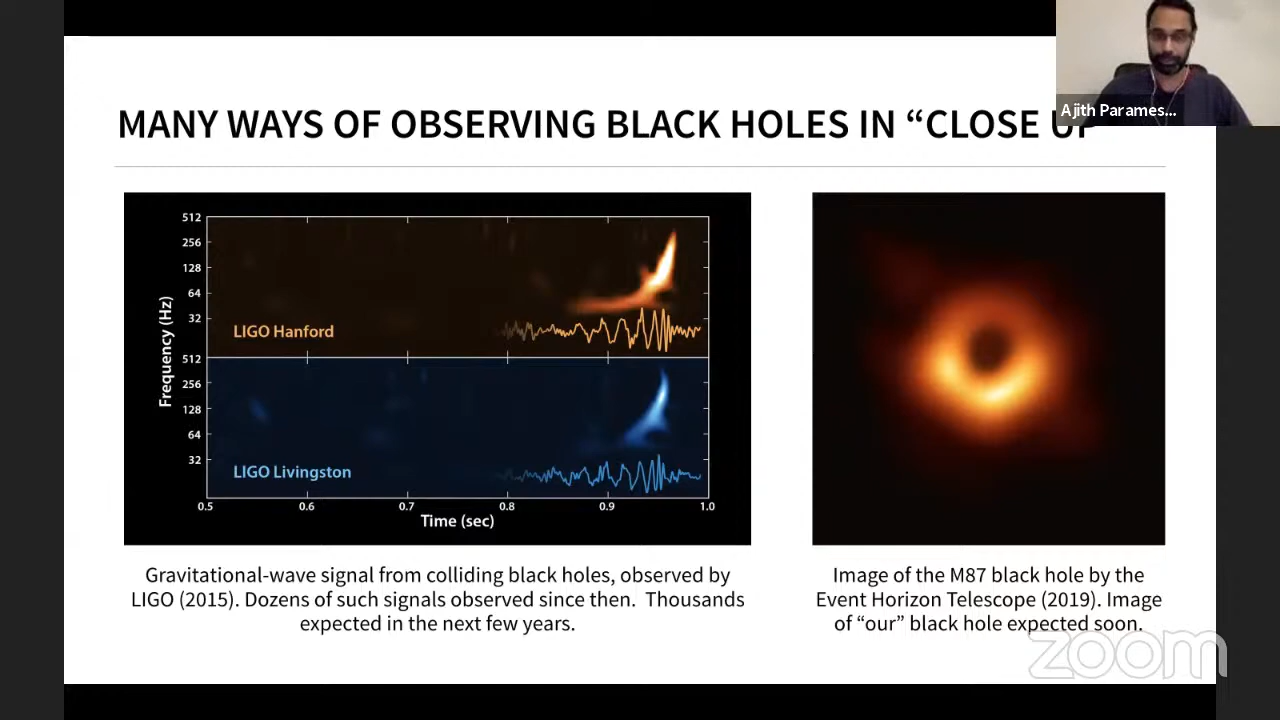 Ajith Parames...
MANY WAYS OF OBSERVING BLACK HOLES IN “CLOSE UP
512
256
128
64
32
LIGO Hanford
512
256
128
64
32
LIGO Livingston
Frequency (Hz)
0.5 0.6 0.7 0.8 0.9 1.0
Time (sec)
Gravitational-wave signal from colliding black holes, observed by
LIGO (2015). Dozens of such signals observed since then. Thousands
expected in the next few years.
Image of the M87 black hole by the
Event Horizon Telescope (2019). Image
of “our” black hole expected soon.
zoom